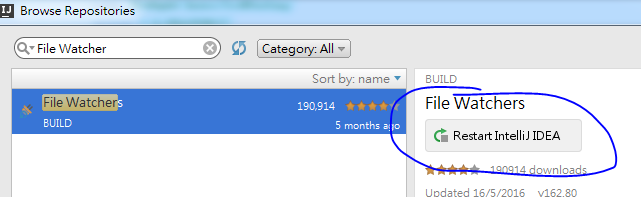 IJ Browse Repositories
File Watcher
Category: All
Sort by: name
File Watchers
190,914
BUILD
5 months ago
BUILD
File Watchers
Restart IntelliJ IDEA
190914 downloads
Updated 16/5/2016 v162.80